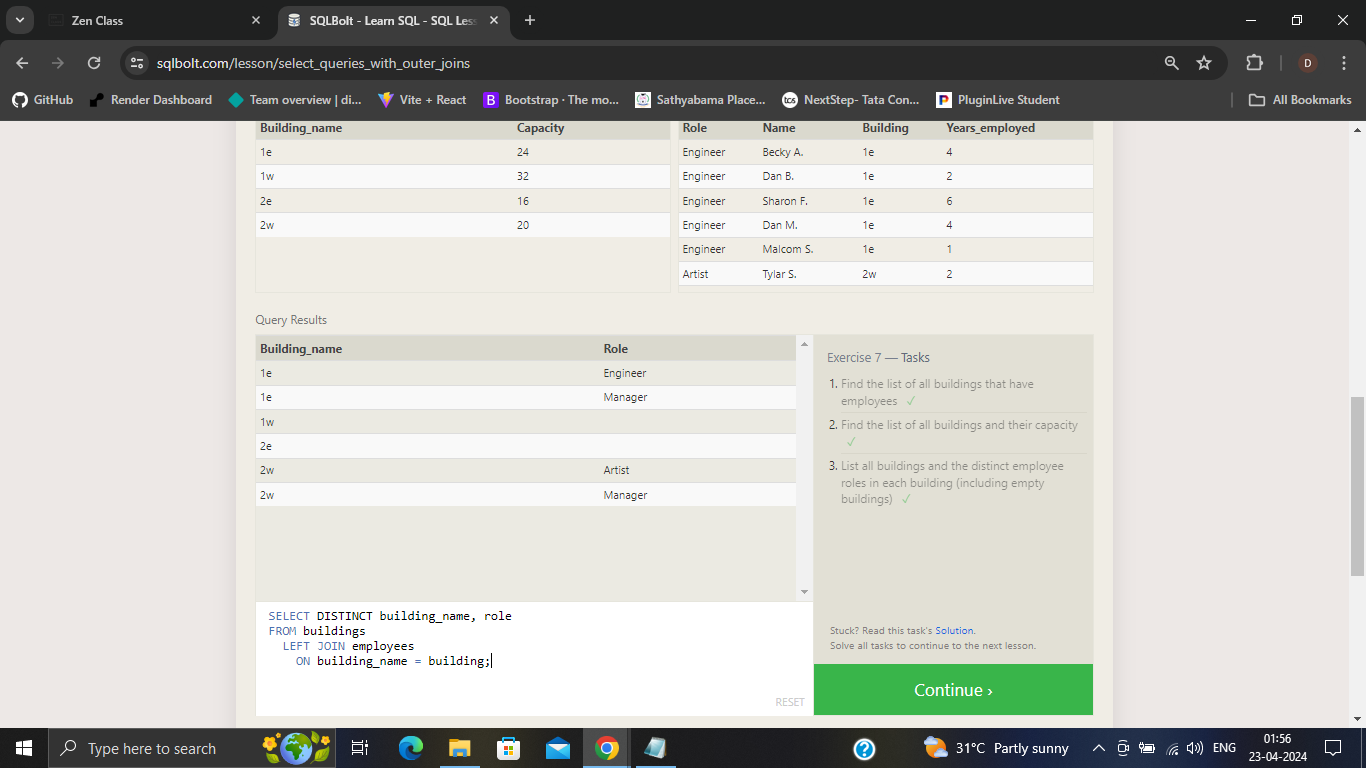 Zen Class
SQLBolt - Learn SQL - SQL Les
sqlbolt.com/lesson/select_queries_with_outer_joins
D
GitHub Render Dashboard Team overview | di... Vite + React B Bootstrap · The mo... Sathyabama Place... tcs NextStep- Tata Con... P PluginLive Student All Bookmarks
Building_name Capacity
1e 24
1w 32
2e 16
2w 20
Role Name Building Years_employed
Engineer Becky A. 1e 4
Engineer Dan B. 1e 2
Engineer Sharon F. 1e 6
Engineer Dan M. 1e 4
Engineer Malcom S. 1e 1
Artist Tylar S. 2w 2
Query Results
Building_name Role
1e Engineer
1e Manager
1w
2e
2w Artist
2w Manager
Exercise 7 — Tasks
1. Find the list of all buildings that have
employees ✓
2. Find the list of all buildings and their capacity
✓
3. List all buildings and the distinct employee
roles in each building (including empty
buildings) ✓
SELECT DISTINCT building_name, role
FROM buildings
LEFT JOIN employees
ON building_name = building;
RESET
Stuck? Read this task's Solution.
Solve all tasks to continue to the next lesson.
Continue ›
Type here to search
31°C Partly sunny
ENG
01:56
23-04-2024